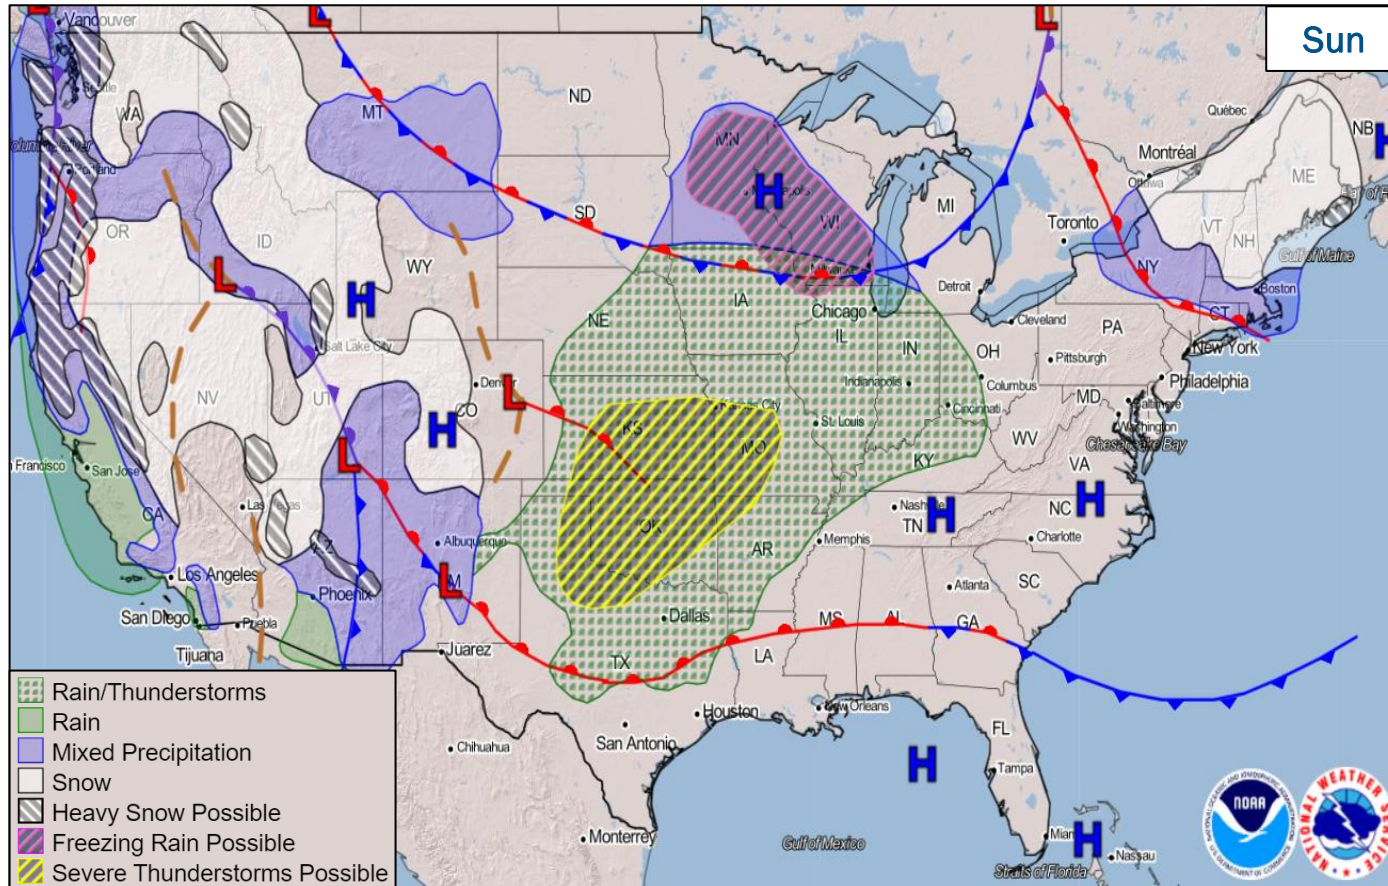 Sun
Vancouver
Seattle
WA
MT
ND
MN
Québec
NB
Montréal
Ottawa
ME
Portland
OR
ID
WY
SD
WI
MI
Toronto
VT
NH
Gulf of Maine
NY
Boston
CT
Milwaukee
Detroit
Chicago
Cleveland
New York
PA
Pittsburgh
Philadelphia
NE
IA
IL
IN
OH
Columbus
Indianapolis
Salt Lake City
NV
UT
CO
Denver
Kansas City
St. Louis
Cincinnati
MD
Baltimore
Washington
Chesapeake Bay
WV
VA
KY
KS
MO
n Francisco
San Jose
CA
Las Vegas
AZ
Albuquerque
OK
AR
Nashville
TN
NC
Charlotte
Memphis
SC
Atlanta
Los Angeles
Phoenix
San Diego
Puebla
Tijuana
Juarez
Dallas
TX
LA
MS
AL
GA
Houston
New Orleans
San Antonio
FL
Tampa
Chihuahua
Monterrey
Gulf of Mexico
Miami
Nassau
Straits of Florida
H
H
H
H
H
H
H
H
L
L
L
L
L
L
L
Rain/Thunderstorms
Rain
Mixed Precipitation
Snow
Heavy Snow Possible
Freezing Rain Possible
Severe Thunderstorms Possible
NOAA
NATIONAL WEATHER SERVICE